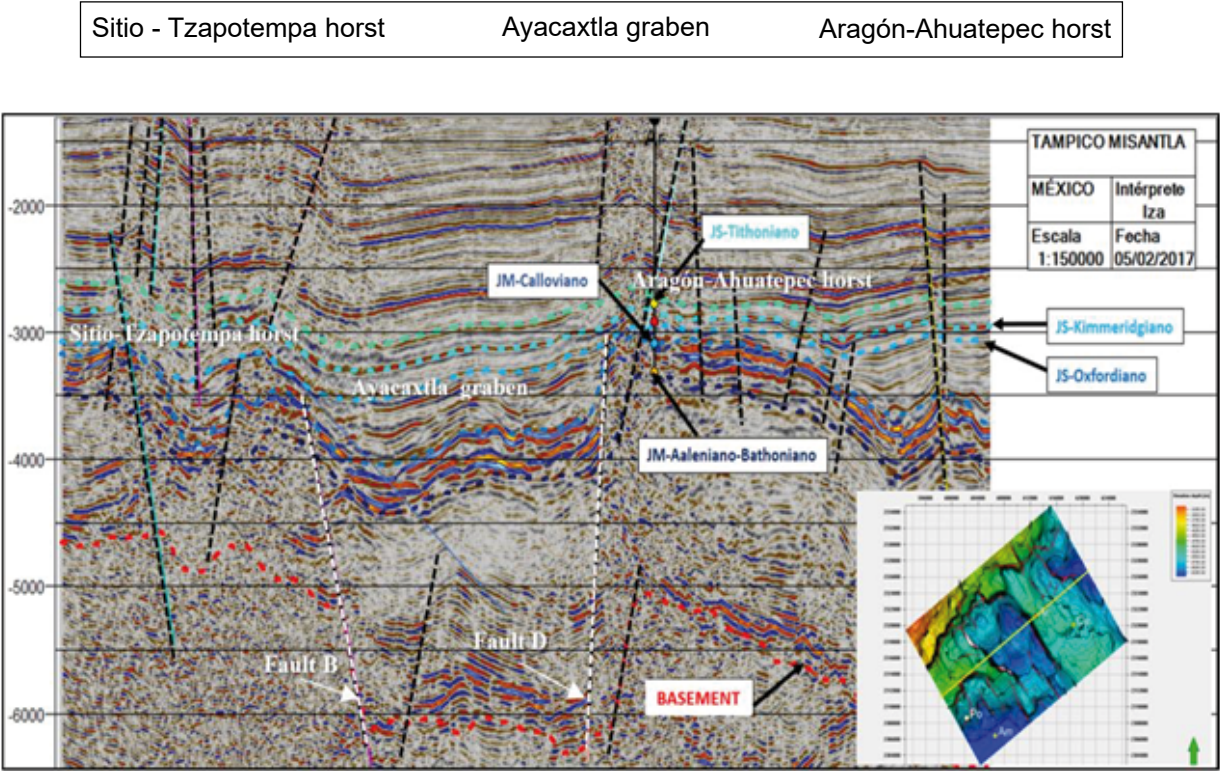 Sitio - Tzapotempa horst Ayacaxtla graben Aragón-Ahuatepec horst
TAMPICO MISANTLA
MÉXICO
Intérprete
Iza
Escala
1:150000
Fecha
05/02/2017
-2000
JS-Tithoniano
JM-Calloviano
Aragón-Ahuatepec horst
-3000
Sitio-Tzapotempa horst
JS-Kimmeridgiano
Ayacaxtla graben
JS-Oxfordiano
JM-Aaleniano-Bathoniano
-4000
-5000
Fault D
Fault B
BASEMENT
-6000